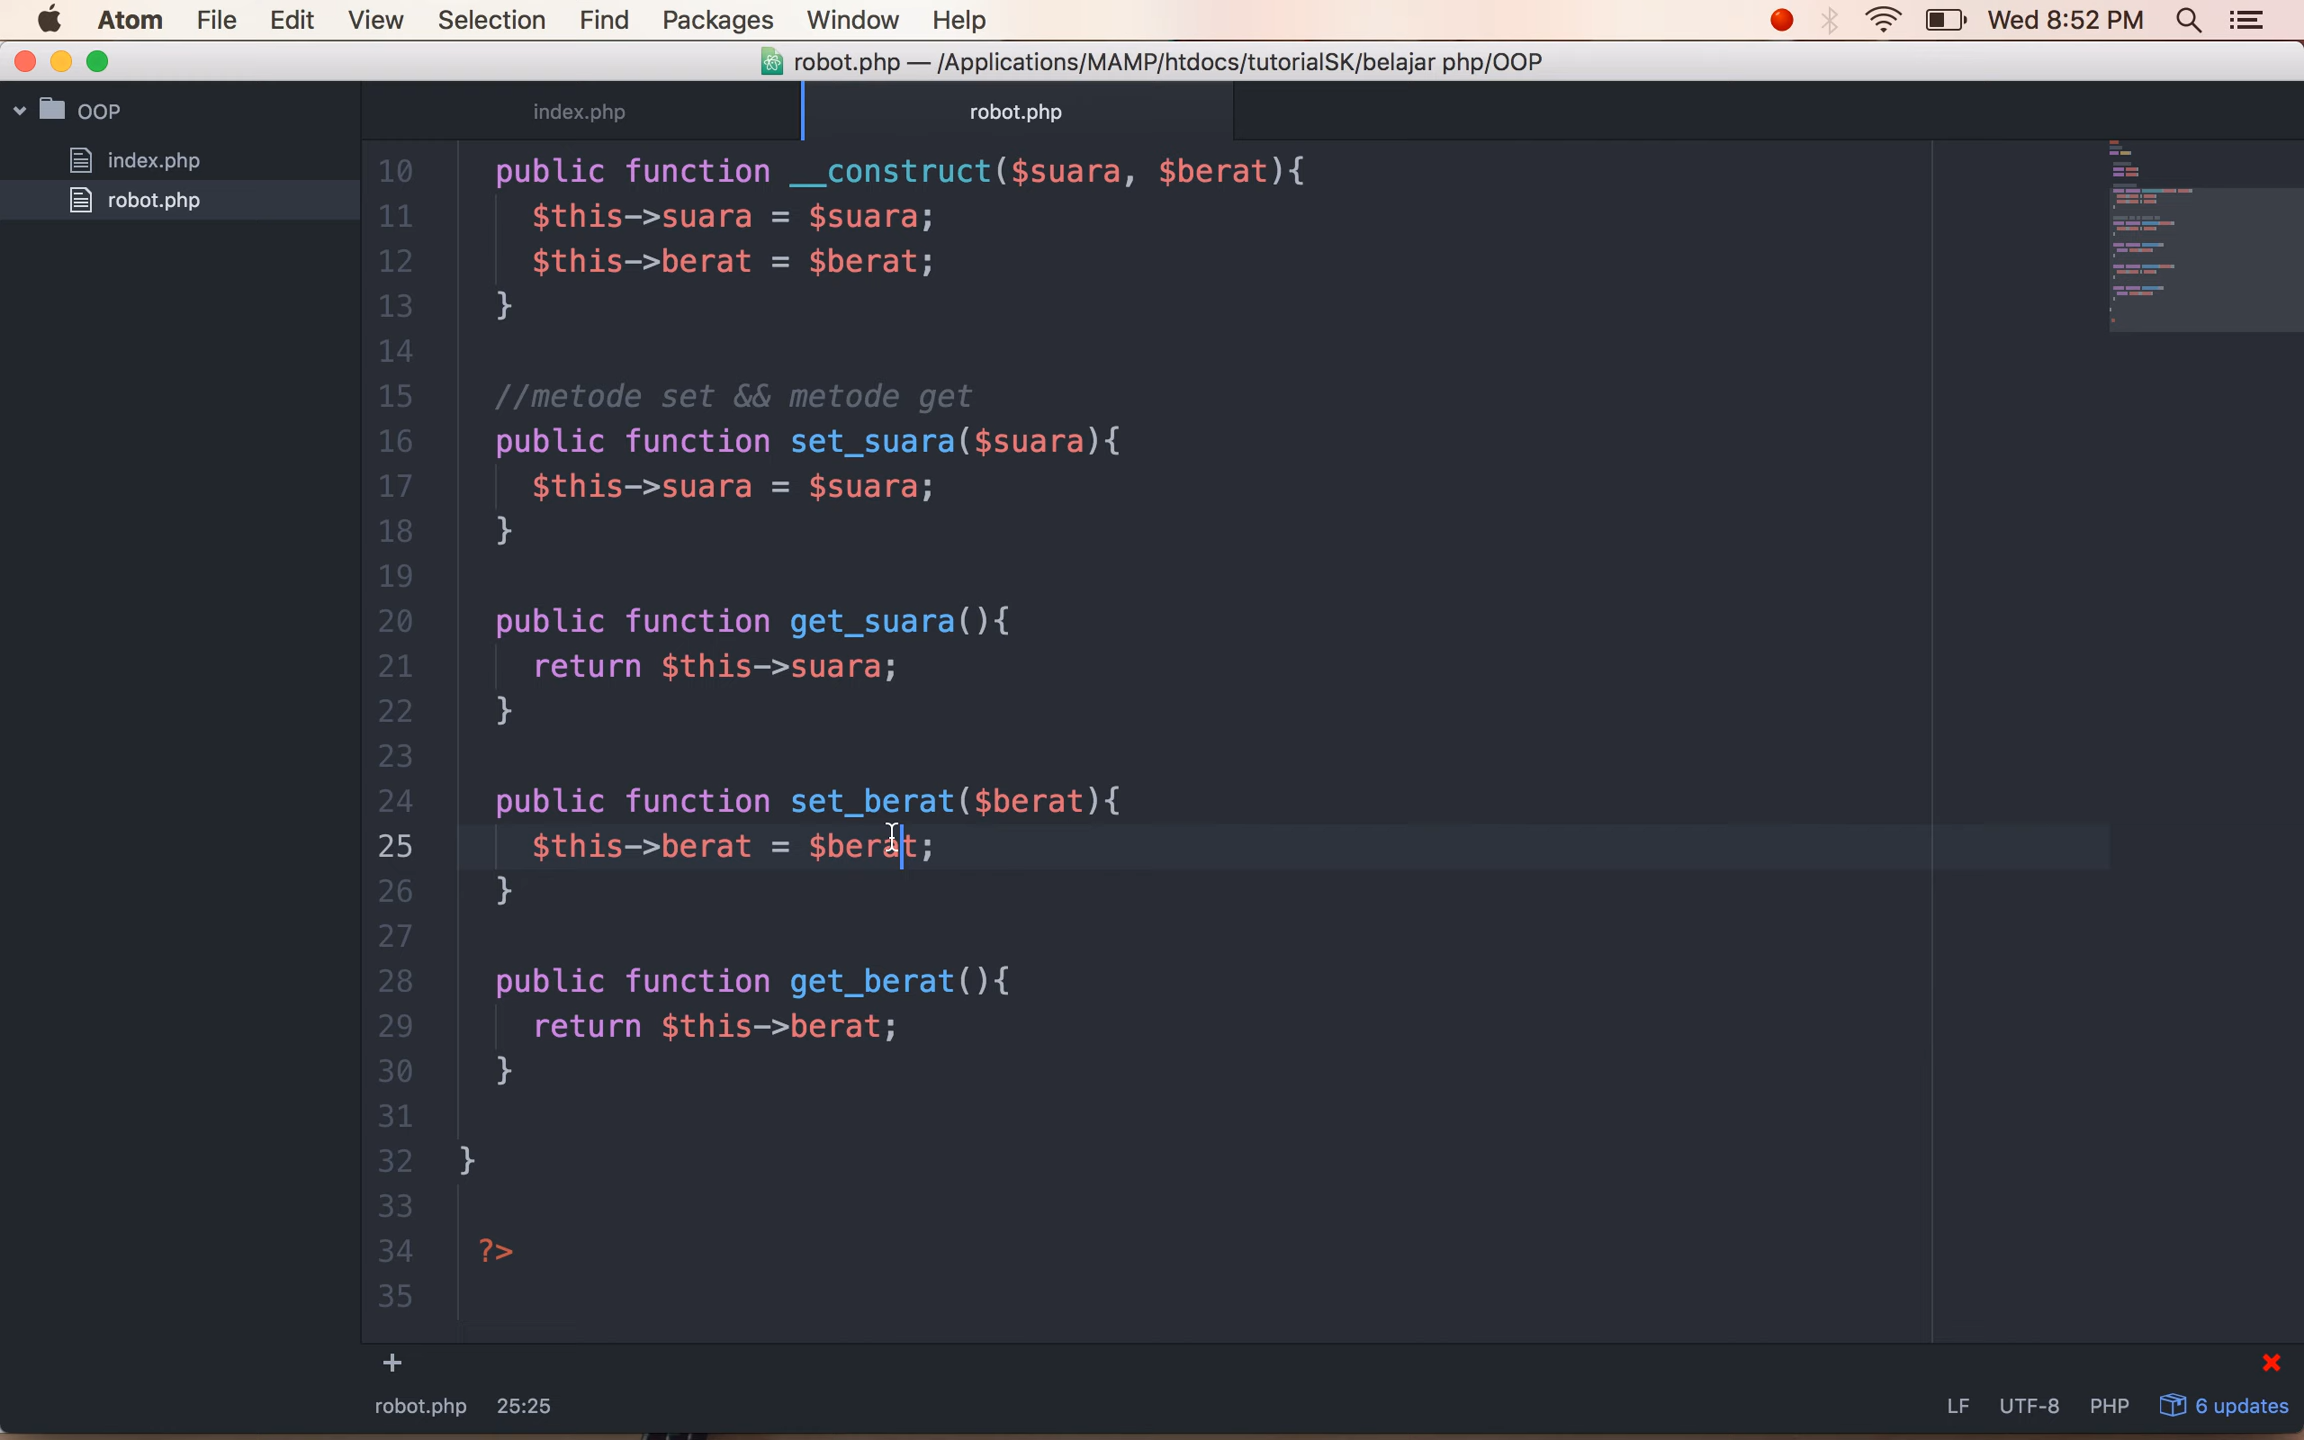 Atom File Edit View Selection Find Packages Window Help Wed 8:52 PM
robot.php — /Applications/MAMP/htdocs/tutorialSK/belajar php/OOP
OOP
index.php
robot.php
index.php robot.php
10 public function __construct($suara, $berat){
11 $this->suara = $suara;
12 $this->berat = $berat;
13 }
14
15 //metode set && metode get
16 public function set_suara($suara){
17 $this->suara = $suara;
18 }
19
20 public function get_suara(){
21 return $this->suara;
22 }
23
24 public function set_berat($berat){
25 $this->berat = $berat;
26 }
27
28 public function get_berat(){
29 return $this->berat;
30 }
31
32 }
33
34 ?>
35
+
robot.php 25:25 LF UTF-8 PHP 6 updates